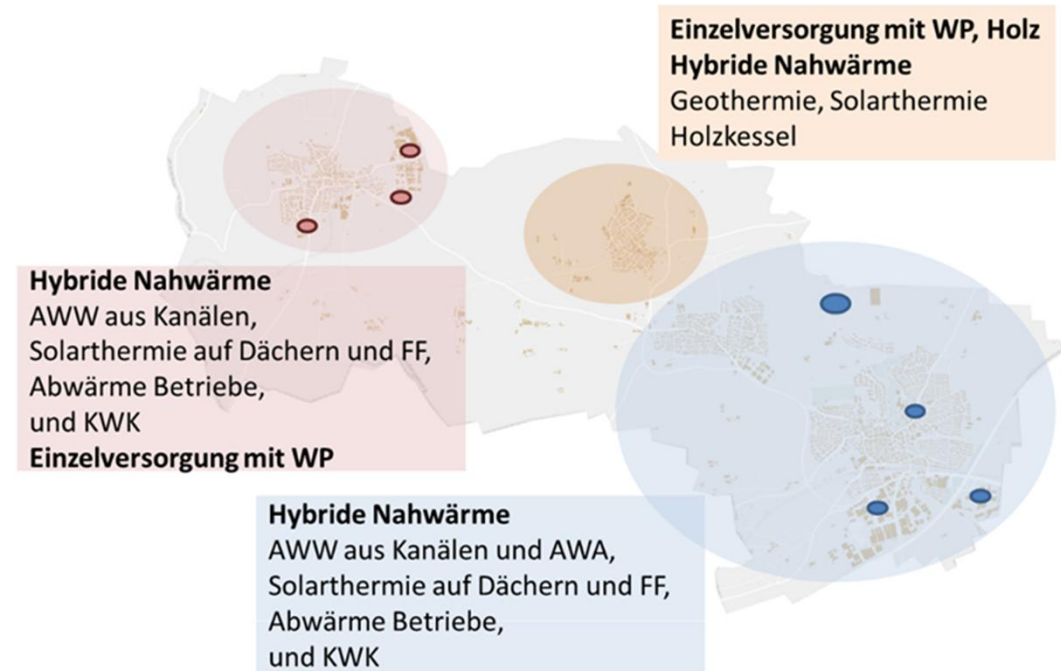 Einzelversorgung mit WP, Holz
Hybride Nahwärme
Geothermie, Solarthermie
Holzkessel
Hybride Nahwärme
AWW aus Kanälen,
Solarthermie auf Dächern und FF,
Abwärme Betriebe,
und KWK
Einzelversorgung mit WP
Hybride Nahwärme
AWW aus Kanälen und AWA,
Solarthermie auf Dächern und FF,
Abwärme Betriebe,
und KWK